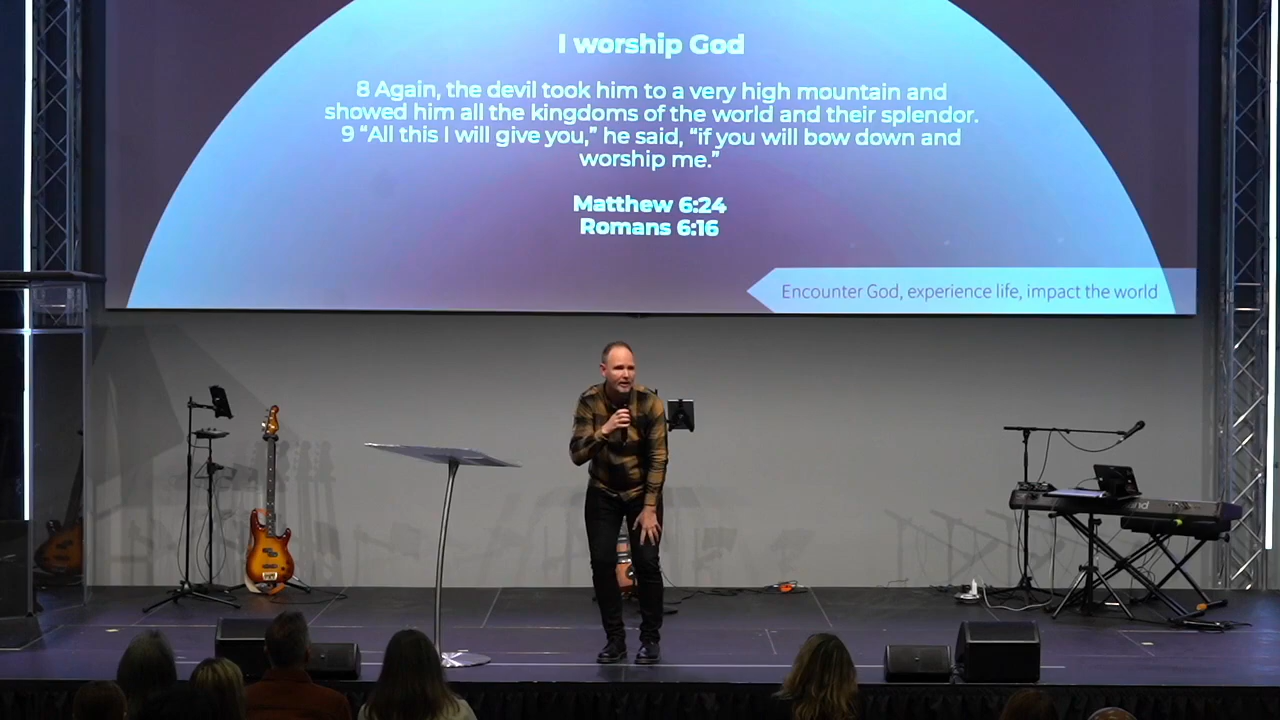 I worship God
8 Again, the devil took him to a very high mountain and
showed him all the kingdoms of the world and their splendor.
9 “All this I will give you,” he said, “if you will bow down and
worship me.”
Matthew 6:24
Romans 6:16
Encounter God, experience life, impact the world